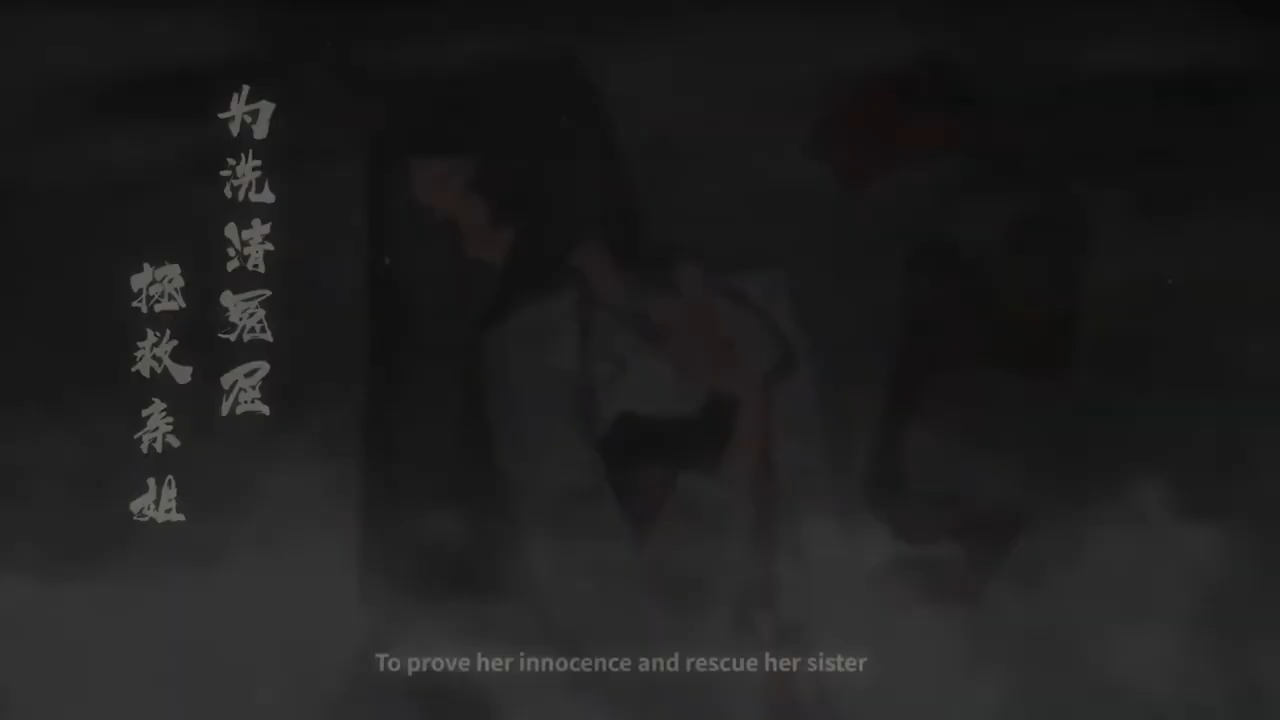 为洗清冤屈
拯救亲姐
To prove her innocence and rescue her sister